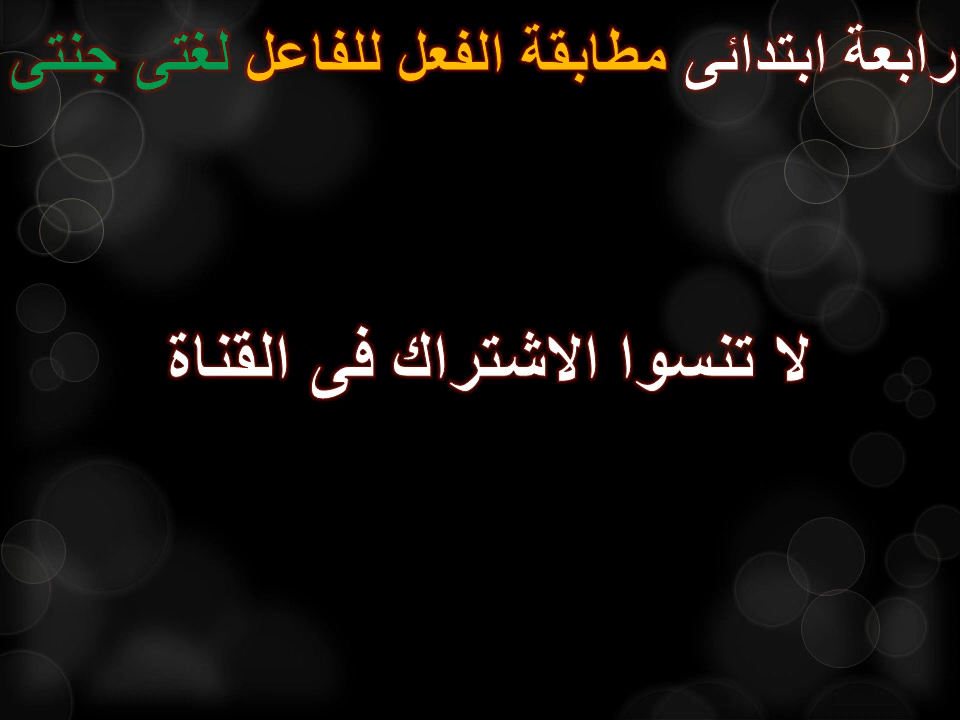 رابعة ابتدائى مطابقة الفعل للفاعل لغتى جنتى
لا تنسوا الاشتراك فى القناة